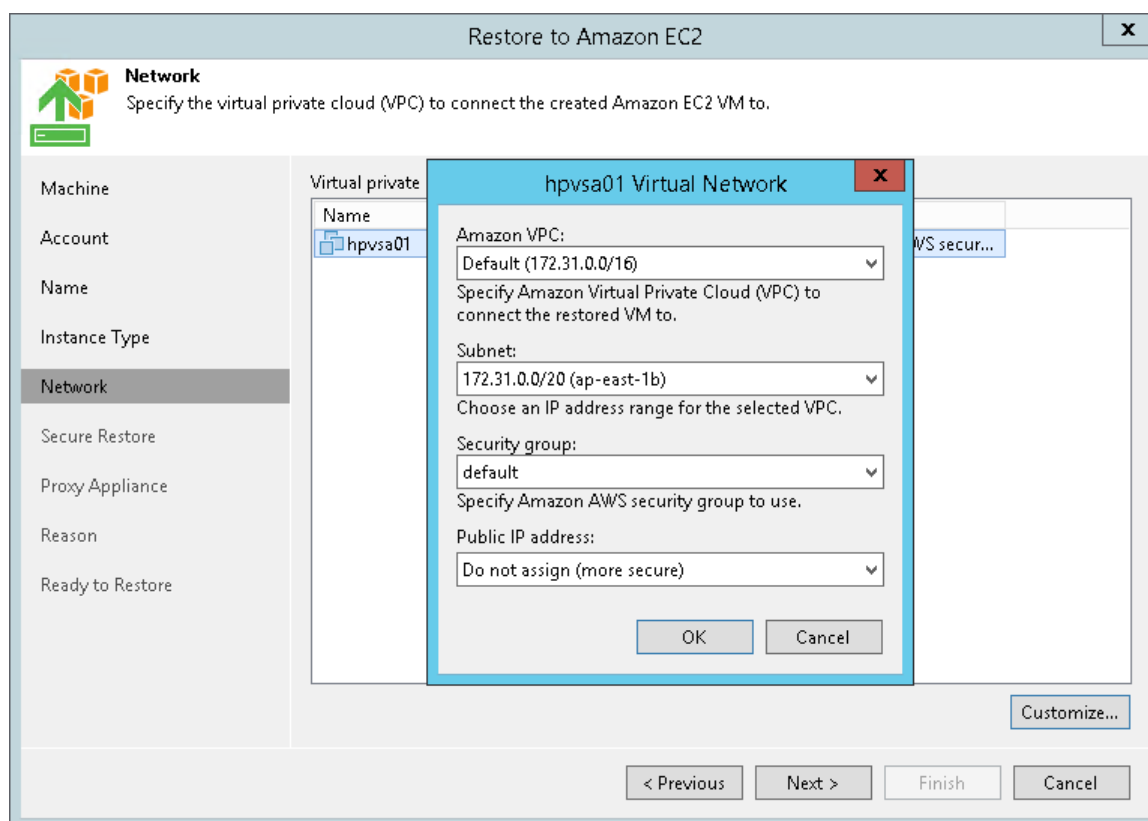 Restore to Amazon EC2
x
Network
Specify the virtual private cloud (VPC) to connect the created Amazon EC2 VM to.
Machine
Account
Name
Instance Type
Network
Secure Restore
Proxy Appliance
Reason
Ready to Restore
Virtual private
Name
hpvsa01
WS secur...
hpvsa01 Virtual Network
x
Amazon VPC:
Default (172.31.0.0/16)
Specify Amazon Virtual Private Cloud (VPC) to
connect the restored VM to.
Subnet:
172.31.0.0/20 (ap-east-1b)
Choose an IP address range for the selected VPC.
Security group:
default
Specify Amazon AWS security group to use.
Public IP address:
Do not assign (more secure)
OK
Cancel
Customize...
< Previous
Next >
Finish
Cancel